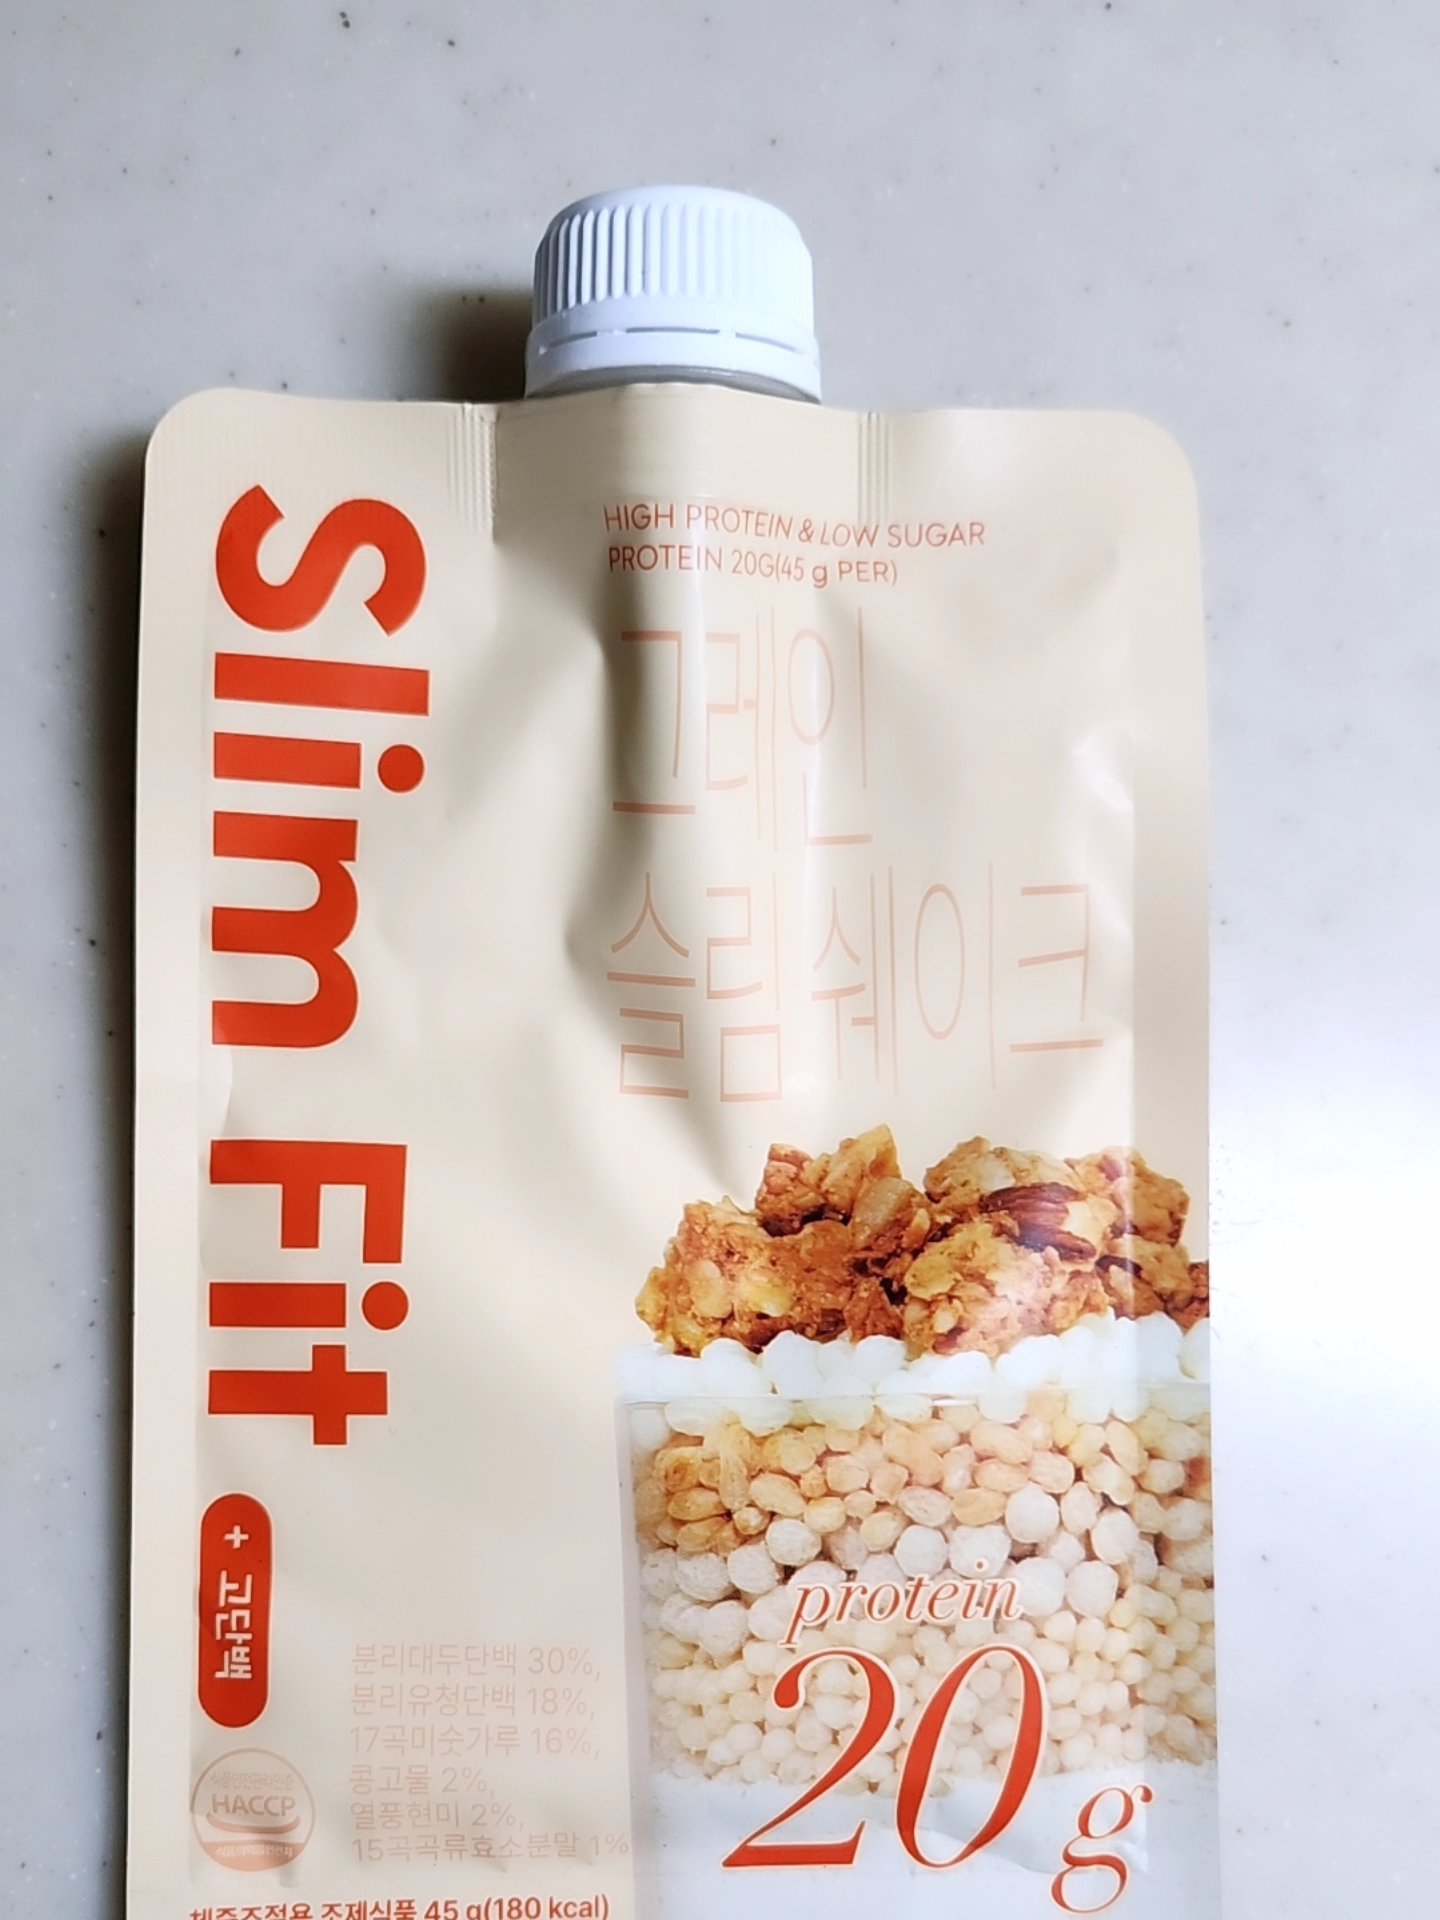 Slim Fit
+ 고단백
HIGH PROTEIN & LOW SUGAR
PROTEIN 20G(45 g PER)
그레인
슬림쉐이크
protein
20 g
분리대두단백 30%,
분리유청단백 18%,
17곡미숫가루 16%,
콩고물 2%,
열풍현미 2%,
15곡곡류효소분말 1%
식품안전관리인증
HACCP
체중조절용 조제식품 45 g(180 kcal)